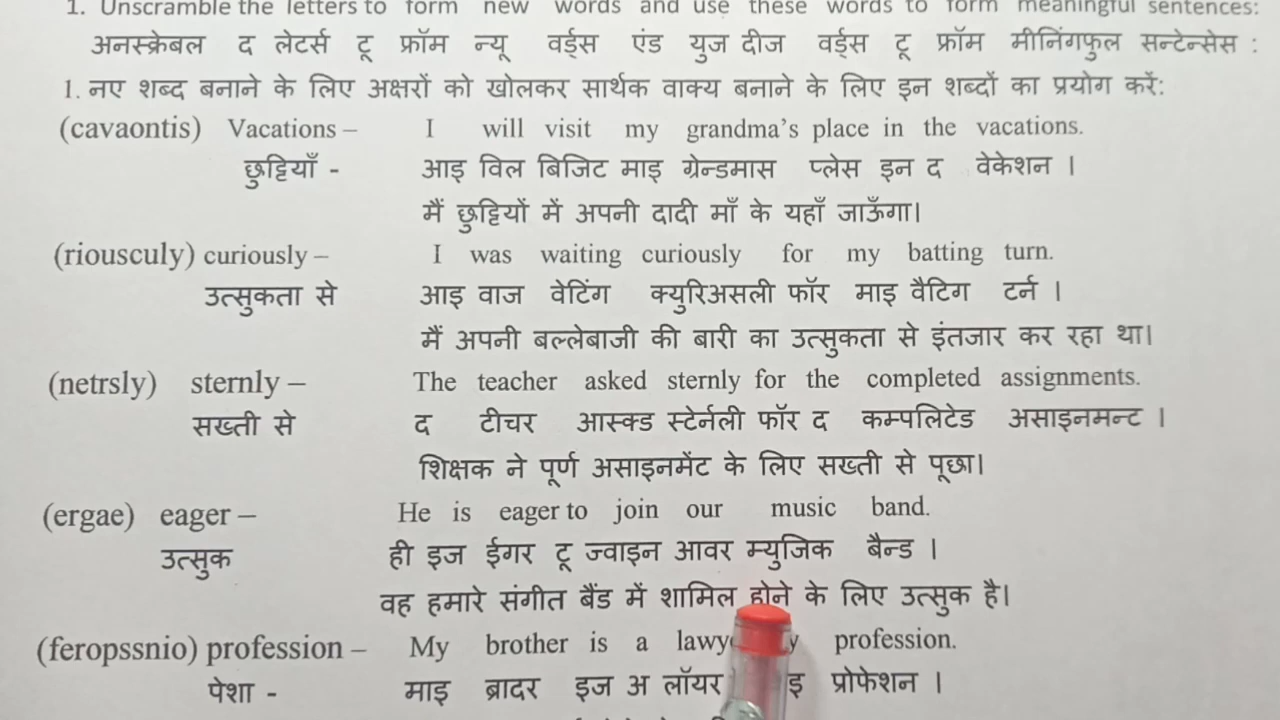 1. Unscramble the letters to form new words and use these words to form meaningful sentences:
अनस्क्रेबल द लेटर्स टू फ्रॉम न्यू वर्ड्स एंड युज दीज वर्ड्स टू फ्रॉम मीनिंगफुल सन्टेन्सेस :
1. नए शब्द बनाने के लिए अक्षरों को खोलकर सार्थक वाक्य बनाने के लिए इन शब्दों का प्रयोग करें:
(cavaontis) Vacations – I will visit my grandma's place in the vacations.
छुट्टियाँ - आइ विल बिजिट माइ ग्रेन्डमास प्लेस इन द वेकेशन ।
मैं छुट्टियों में अपनी दादी माँ के यहाँ जाऊँगा।
(riousculy) curiously – I was waiting curiously for my batting turn.
उत्सुकता से आइ वाज वेटिंग क्युरिअसली फॉर माइ वैटिग टर्न ।
मैं अपनी बल्लेबाजी की बारी का उत्सुकता से इंतजार कर रहा था।
(netrsly) sternly – The teacher asked sternly for the completed assignments.
सख्ती से द टीचर आस्क्ड स्टेर्नली फॉर द कम्पलिटेड असाइनमन्ट ।
शिक्षक ने पूर्ण असाइनमेंट के लिए सख्ती से पूछा।
(ergae) eager – He is eager to join our music band.
उत्सुक ही इज ईगर टू ज्वाइन आवर म्युजिक बैन्ड ।
वह हमारे संगीत बैंड में शामिल होने के लिए उत्सुक है।
(feropssnio) profession – My brother is a profession.
पेशा - माइ ब्रादर इज अ लॉयर प्रोफेशन ।